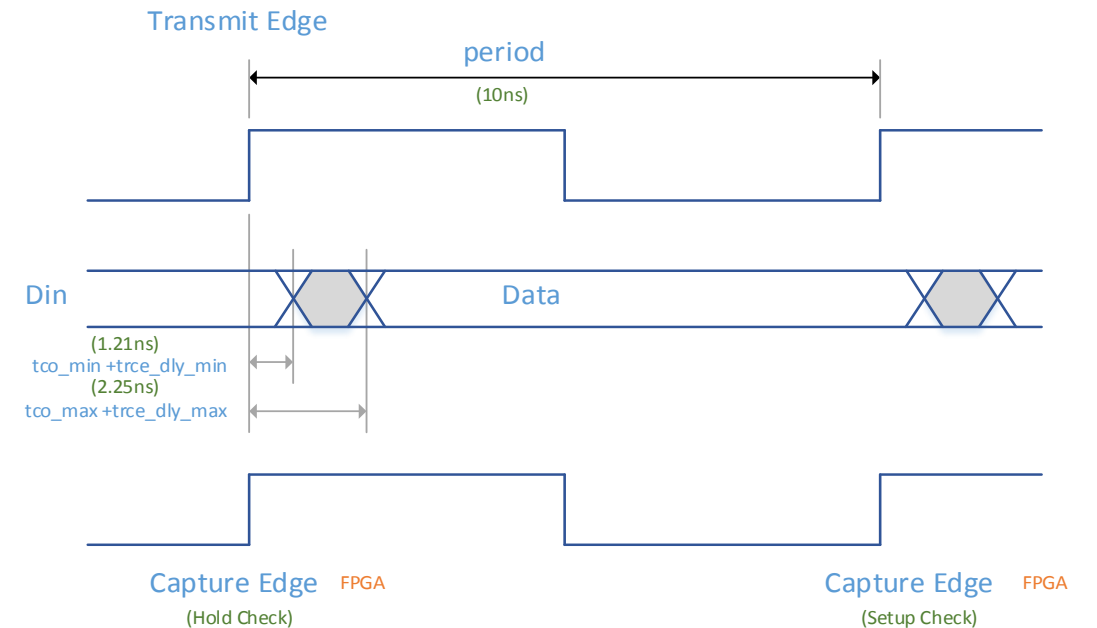 Transmit Edge
period
(10ns)
Din
Data
(1.21ns)
tco_min +trce_dly_min
(2.25ns)
tco_max +trce_dly_max
Capture Edge FPGA
(Hold Check)
Capture Edge FPGA
(Setup Check)